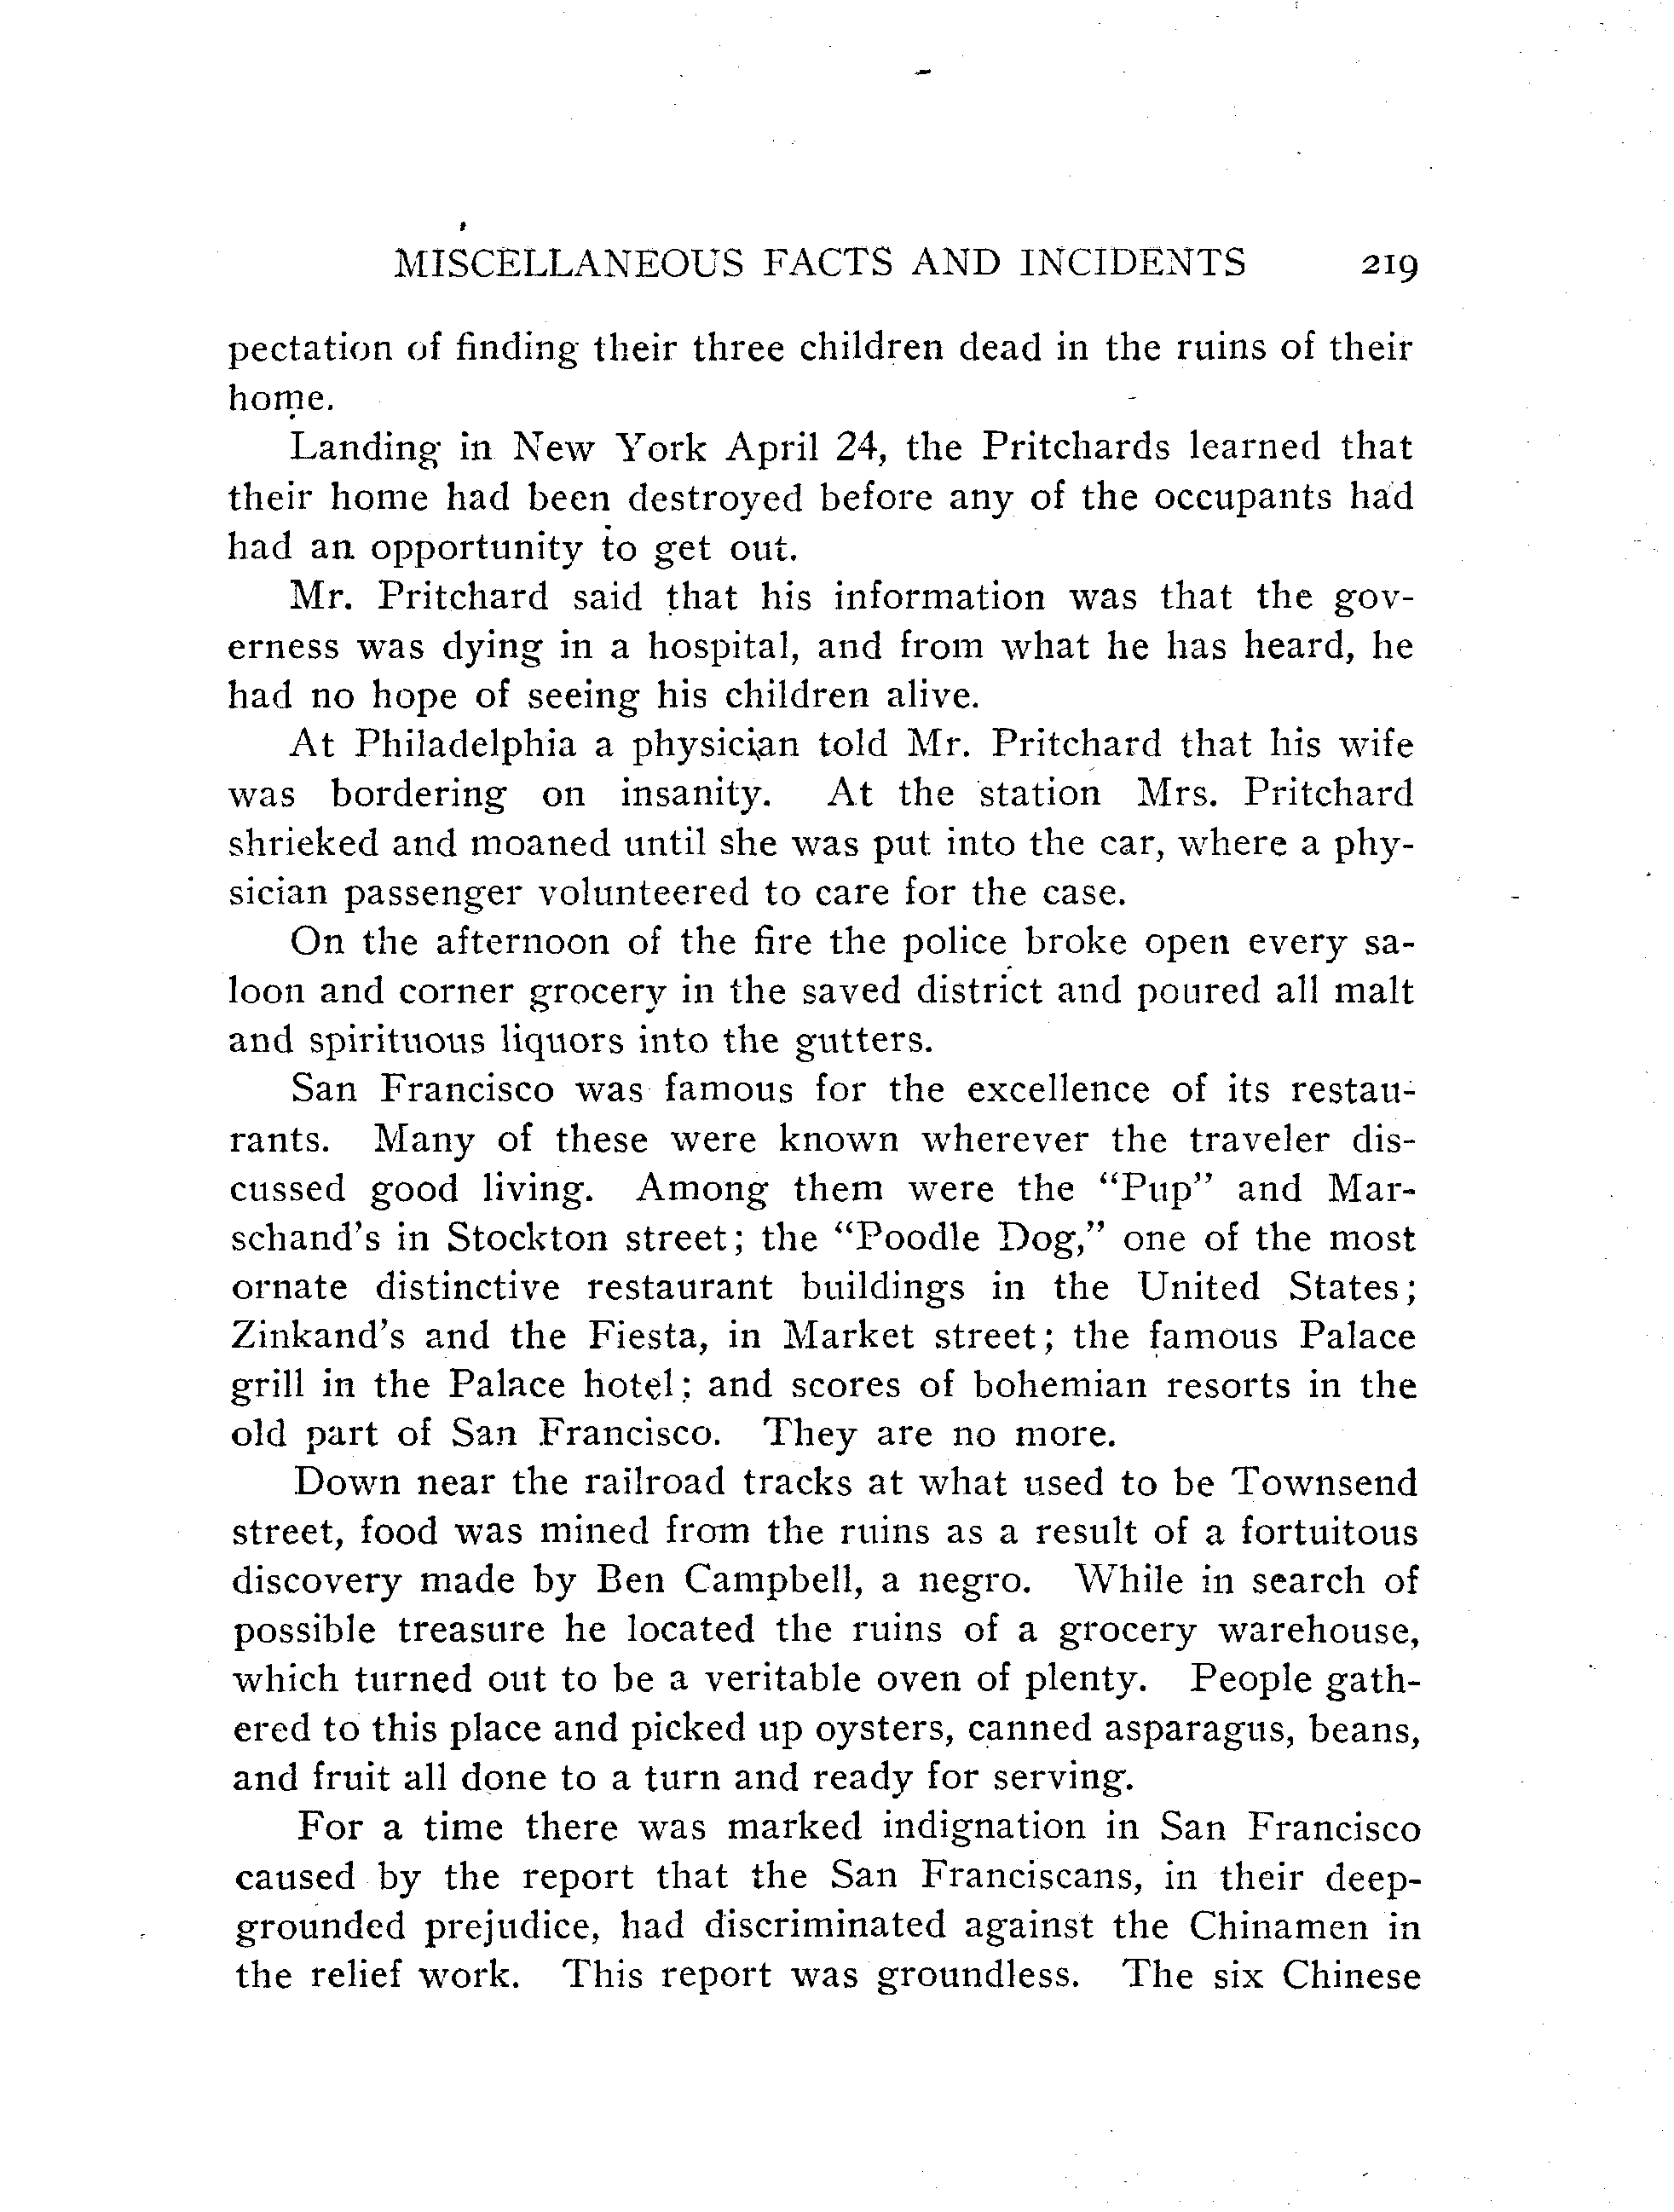 MISCELLANEOUS FACTS AND INCIDENTS 219
pectation of finding their three children dead in the ruins of their
home.
Landing in New York April 24, the Pritchards learned that
their home had been destroyed before any of the occupants had
had an opportunity to get out.
Mr. Pritchard said that his information was that the gov-
erness was dying in a hospital, and from what he has heard, he
had no hope of seeing his children alive.
At Philadelphia a physician told Mr. Pritchard that his wife
was bordering on insanity. At the station Mrs. Pritchard
shrieked and moaned until she was put into the car, where a phy-
sician passenger volunteered to care for the case.
On the afternoon of the fire the police broke open every sa-
loon and corner grocery in the saved district and poured all malt
and spirituous liquors into the gutters.
San Francisco was famous for the excellence of its restau-
rants. Many of these were known wherever the traveler dis-
cussed good living. Among them were the "Pup" and Mar-
schand's in Stockton street; the "Poodle Dog," one of the most
ornate distinctive restaurant buildings in the United States;
Zinkand's and the Fiesta, in Market street; the famous Palace
grill in the Palace hotel; and scores of bohemian resorts in the
old part of San Francisco. They are no more.
Down near the railroad tracks at what used to be Townsend
street, food was mined from the ruins as a result of a fortuitous
discovery made by Ben Campbell, a negro. While in search of
possible treasure he located the ruins of a grocery warehouse,
which turned out to be a veritable oven of plenty. People gath-
ered to this place and picked up oysters, canned asparagus, beans,
and fruit all done to a turn and ready for serving.
For a time there was marked indignation in San Francisco
caused by the report that the San Franciscans, in their deep-
grounded prejudice, had discriminated against the Chinamen in
the relief work. This report was groundless. The six Chinese